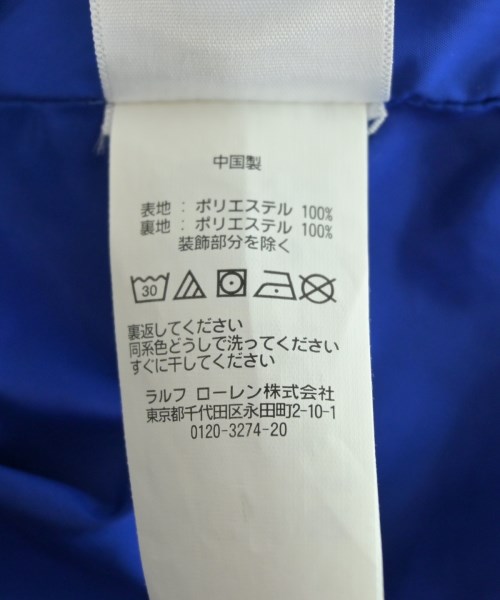 中国製
表地 : ポリエステル 100%
裏地 : ポリエステル 100%
装飾部分を除く
30
裏返してください
同系色どうしで洗ってください
すぐに干してください
ラルフ ローレン株式会社
東京都千代田区永田町2-10-1
0120-3274-20